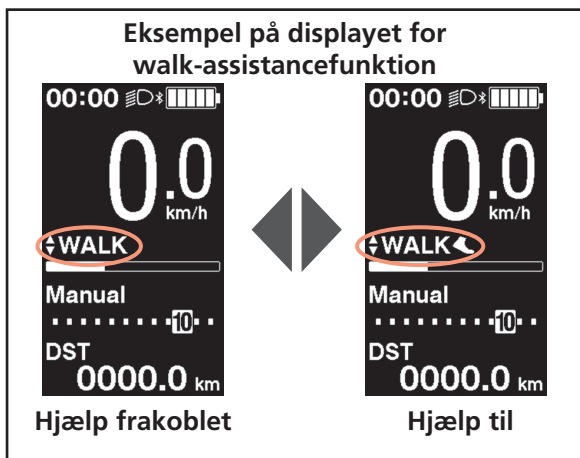 Eksempel på displayet for
walk-assistancefunktion
00:00
0.0
km/h
WALK
Manual
10
DST
0000.0 km
Hjælp frakoblet
00:00
0.0
km/h
WALK
Manual
10
DST
0000.0 km
Hjælp til